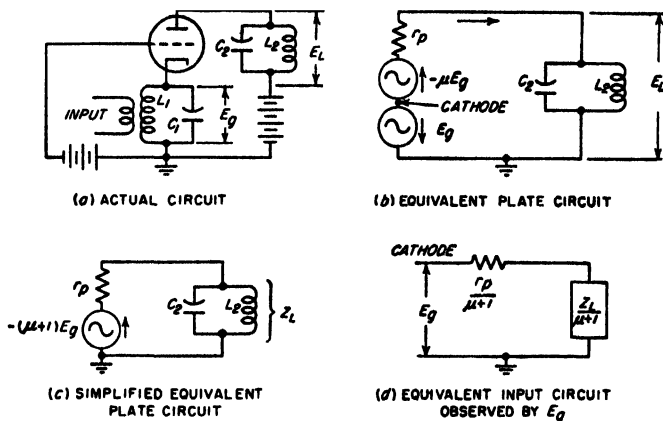 C2
L2
EL
INPUT
L1
C1
Eg
(a) ACTUAL CIRCUIT
rp
-μEg
CATHODE
Eg
C2
L2
EL
(b) EQUIVALENT PLATE CIRCUIT
rp
-(μ+1)Eg
C2
L2
ZL
(c) SIMPLIFIED EQUIVALENT
PLATE CIRCUIT
CATHODE
rp
μ+1
Eg
ZL
μ+1
(d) EQUIVALENT INPUT CIRCUIT
OBSERVED BY Eg